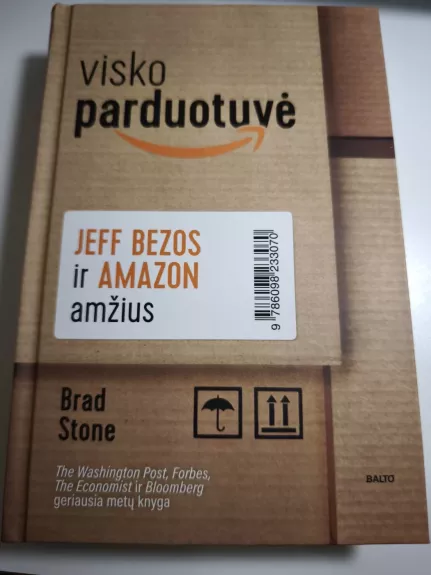 visko
parduotuvė
JEFF BEZOS
ir AMAZON
amžius
9 786098 233070
Brad
Stone
The Washington Post, Forbes,
The Economist ir Bloomberg
geriausia metų knyga
BALTO